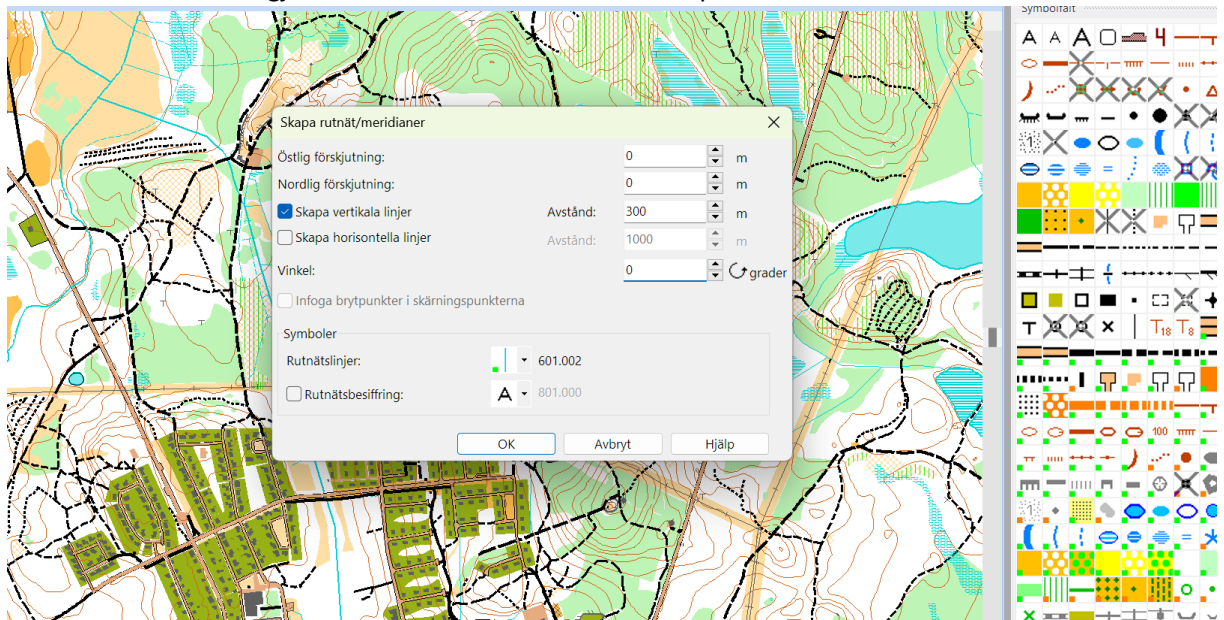 Symbolfält
Skapa rutnät/meridianer
Östlig förskjutning: 0 m
Nordlig förskjutning: 0 m
Skapa vertikala linjer Avstånd: 300 m
Skapa horisontella linjer Avstånd: 1000 m
Vinkel: 0 grader
Infoga brytpunkter i skärningspunkterna
Symboler
Rutnätslinjer: 601.002
Rutnätsbesiffring: A 801.000
OK Avbryt Hjälp
A A A
T T18 T8
100